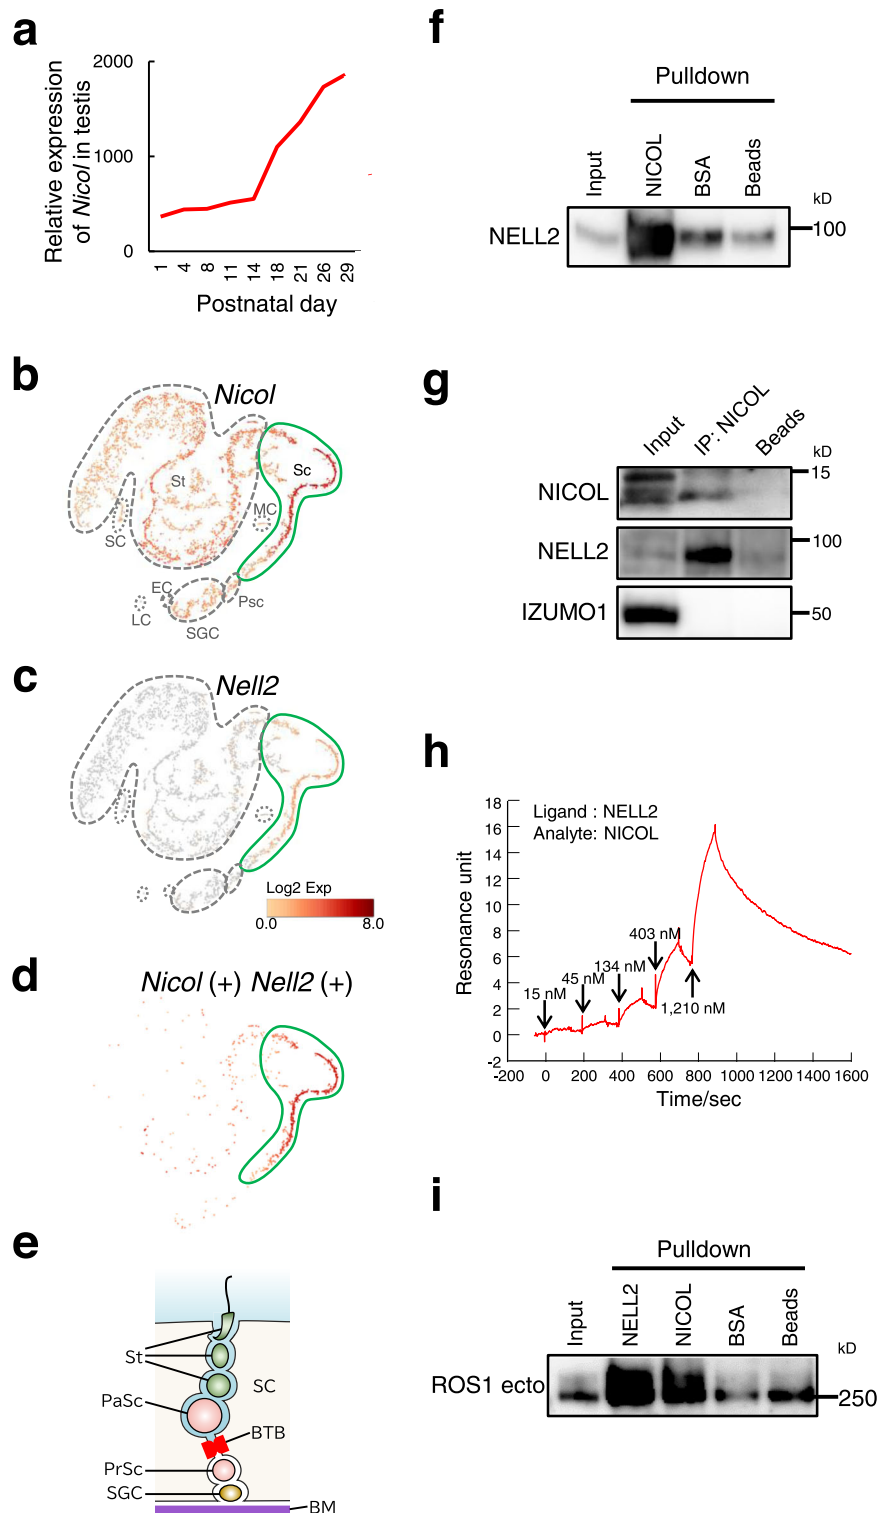 a
Relative expression
of Nicol in testis
2000
1000
0
1 4 8 11 14 18 21 26 29
Postnatal day
b
Nicol
St
Sc
MC
SC
EC
LC
SGC
Psc
c
Nell2
Log2 Exp
0.0 8.0
d
Nicol (+) Nell2 (+)
e
St
SC
PaSc
BTB
PrSc
SGC
BM
f
Pulldown
Input NICOL BSA Beads
kD
NELL2
100
g
Input IP: NICOL Beads
kD
NICOL
15
NELL2
100
IZUMO1
50
h
Resonance unit
18
16
14
12
10
8
6
4
2
0
-2
Ligand : NELL2
Analyte: NICOL
15 nM
45 nM
134 nM
403 nM
1,210 nM
-200 0 200 400 600 800 1000 1200 1400 1600
Time/sec
i
Pulldown
Input NELL2 NICOL BSA Beads
kD
ROS1 ecto
250